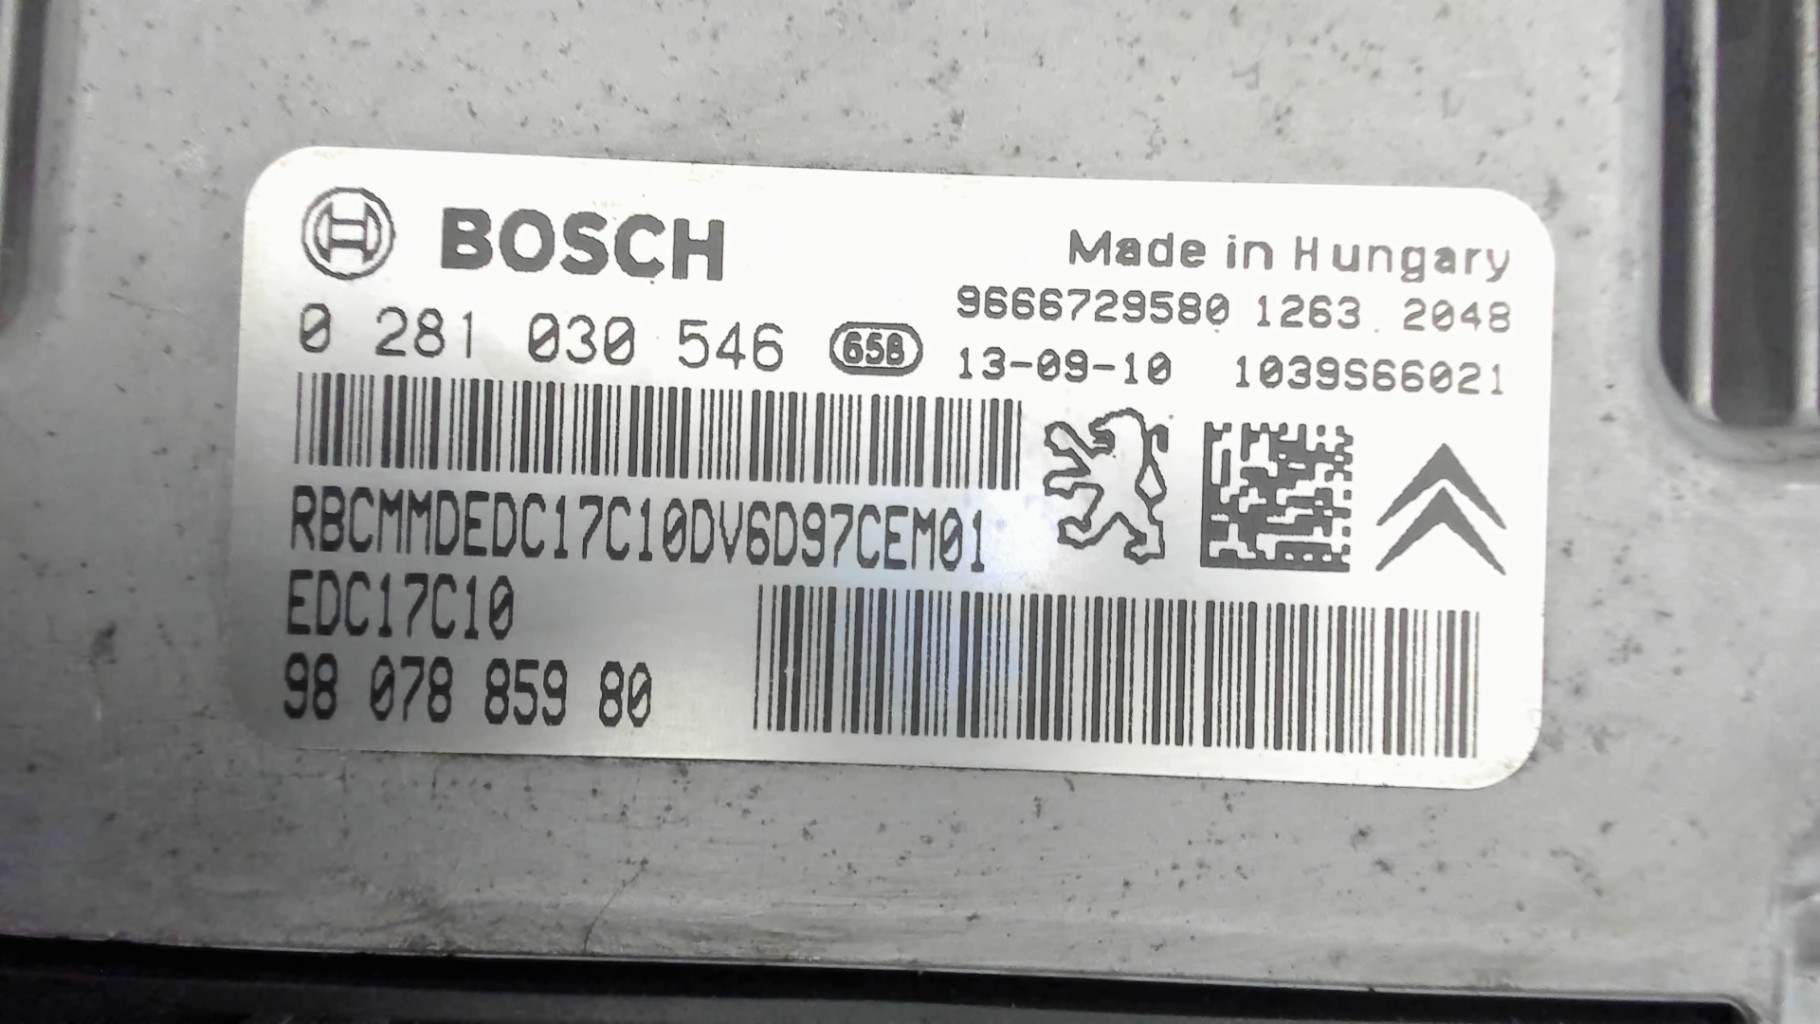 BOSCH
Made in Hungary
9666729580 1263 2048
0 281 030 546 658 13-09-10 1039S66021
RBCMMDEDC17C10DV6D97CEM01
EDC17C10
98 078 859 80